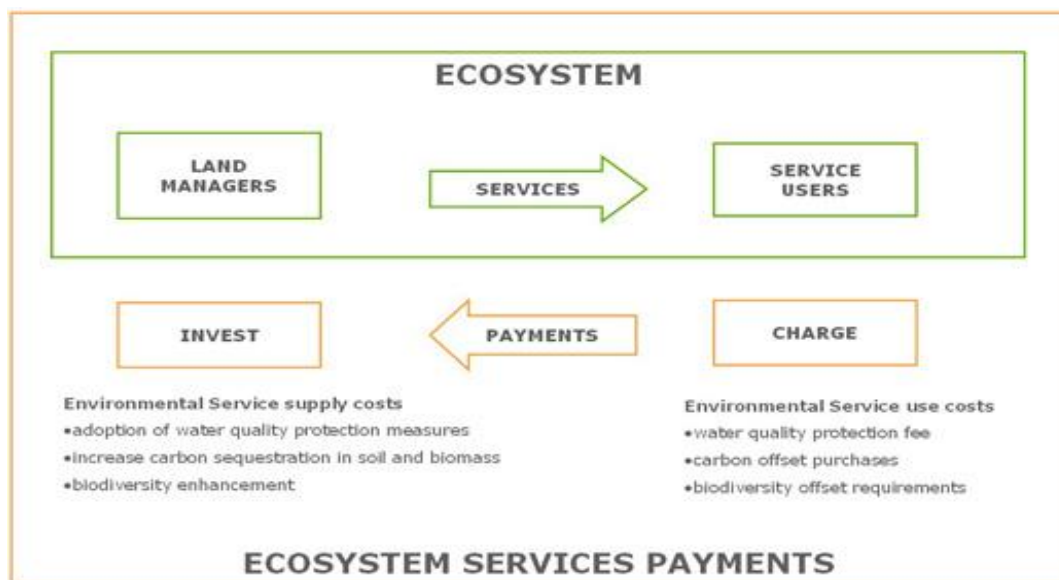 ECOSYSTEM
LAND
MANAGERS
SERVICES
SERVICE
USERS
INVEST
PAYMENTS
CHARGE
Environmental Service supply costs
•adoption of water quality protection measures
•increase carbon sequestration in soil and biomass
•biodiversity enhancement
Environmental Service use costs
•water quality protection fee
•carbon offset purchases
•biodiversity offset requirements
ECOSYSTEM SERVICES PAYMENTS